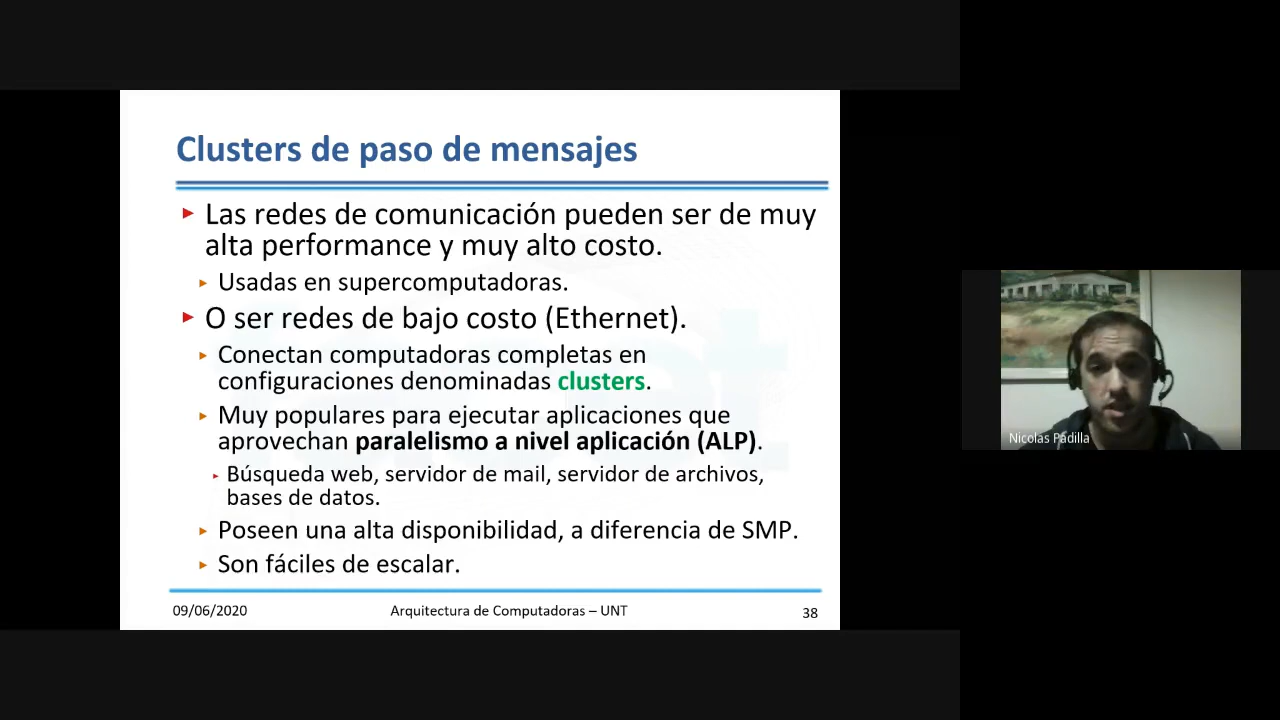 Clusters de paso de mensajes
Las redes de comunicación pueden ser de muy
alta performance y muy alto costo.
Usadas en supercomputadoras.
O ser redes de bajo costo (Ethernet).
Conectan computadoras completas en
configuraciones denominadas clusters.
Muy populares para ejecutar aplicaciones que
aprovechan paralelismo a nivel aplicación (ALP).
Búsqueda web, servidor de mail, servidor de archivos,
bases de datos.
Poseen una alta disponibilidad, a diferencia de SMP.
Son fáciles de escalar.
09/06/2020 Arquitectura de Computadoras – UNT 38
Nicolas Padilla